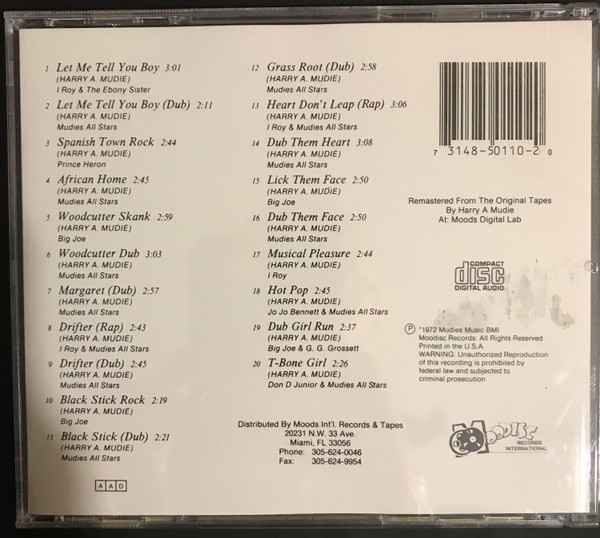 1 Let Me Tell You Boy 3:01
(HARRY A. MUDIE)
I Roy & The Ebony Sister
2 Let Me Tell You Boy (Dub) 2:11
(HARRY A. MUDIE)
Mudies All Stars
3 Spanish Town Rock 2:44
(HARRY A. MUDIE)
Prince Heron
4 African Home 2:45
(HARRY A. MUDIE)
Mudies All Stars
5 Woodcutter Skank 2:59
(HARRY A. MUDIE)
Big Joe
6 Woodcutter Dub 3:03
(HARRY A. MUDIE)
Mudies All Stars
7 Margaret (Dub) 2:57
(HARRY A. MUDIE)
Mudies All Stars
8 Drifter (Rap) 2:43
(HARRY A. MUDIE)
I Roy & Mudies All Stars
9 Drifter (Dub) 2:45
(HARRY A. MUDIE)
Mudies All Stars
10 Black Stick Rock 2:19
(HARRY A. MUDIE)
Big Joe
11 Black Stick (Dub) 2:21
(HARRY A. MUDIE)
Mudies All Stars
AAD
12 Grass Root (Dub) 2:58
(HARRY A. MUDIE)
Mudies All Stars
13 Heart Don't Leap (Rap) 3:06
(HARRY A. MUDIE)
I Roy & Mudies All Stars
14 Dub Them Heart 3:08
(HARRY A. MUDIE)
Mudies All Stars
15 Lick Them Face 2:50
(HARRY A. MUDIE)
Big Joe
16 Dub Them Face 2:50
(HARRY A. MUDIE)
Mudies All Stars
17 Musical Pleasure 2:44
(HARRY A. MUDIE)
I Roy
18 Hot Pop 2:45
(HARRY A. MUDIE)
Jo Jo Bennett & Mudies All Stars
19 Dub Girl Run 2:37
(HARRY A. MUDIE)
Big Joe & G. G. Grossett
20 T-Bone Girl 2:26
(HARRY A. MUDIE)
Don D Junior & Mudies All Stars
Distributed By Moods Int'l. Records & Tapes
20231 N.W. 33 Ave.
Miami, FL 33056
Phone: 305-624-0046
Fax: 305-624-9954
7 3148-50110-2 0
Remastered From The Original Tapes
By Harry A Mudie
At: Moods Digital Lab
COMPACT
disc
DIGITAL AUDIO
Ⓟ "1972 Mudies Music BMI
Moodisc Records: All Rights Reserved
Printed in the U.S.A.
WARNING: Unauthorized Reproduction
of this recording is prohibited by
federal law and subjected to
criminal prosecution
MOODISC
RECORDS
INTERNATIONAL